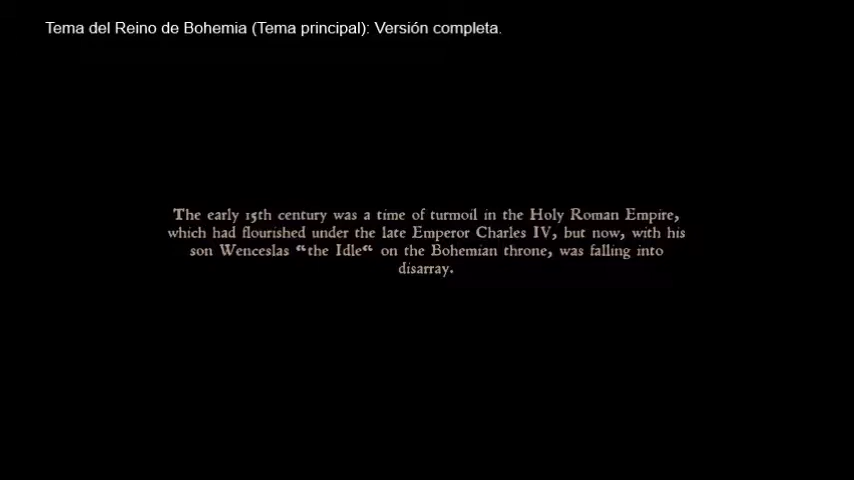 Tema del Reino de Bohemia (Tema principal): Versión completa.
The early 15th century was a time of turmoil in the Holy Roman Empire,
which had flourished under the late Emperor Charles IV, but now, with his
son Wenceslas “the Idle“ on the Bohemian throne, was falling into
disarray.